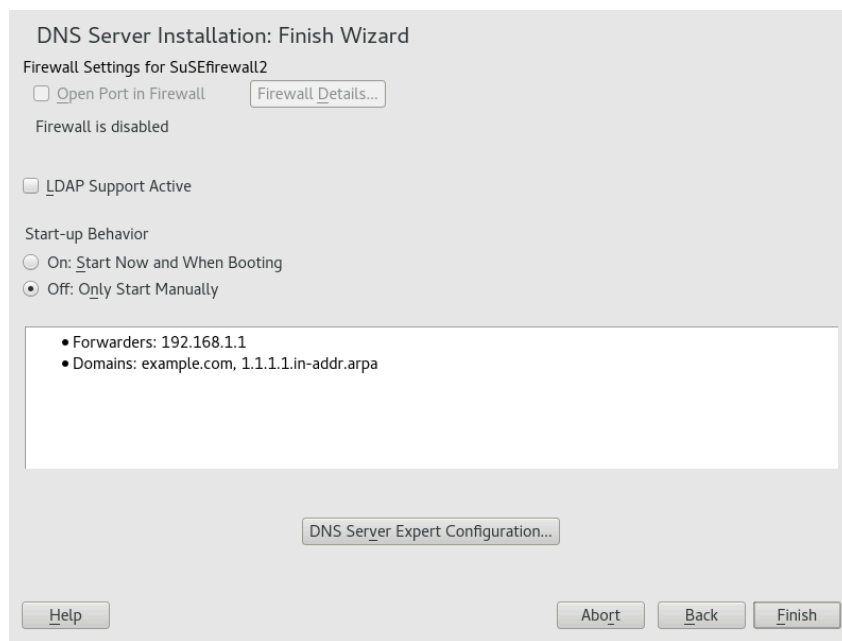 DNS Server Installation: Finish Wizard
Firewall Settings for SuSEfirewall2
Open Port in Firewall Firewall Details...
Firewall is disabled
LDAP Support Active
Start-up Behavior
On: Start Now and When Booting
Off: Only Start Manually
• Forwarders: 192.168.1.1
• Domains: example.com, 1.1.1.1.in-addr.arpa
DNS Server Expert Configuration...
Help Abort Back Finish